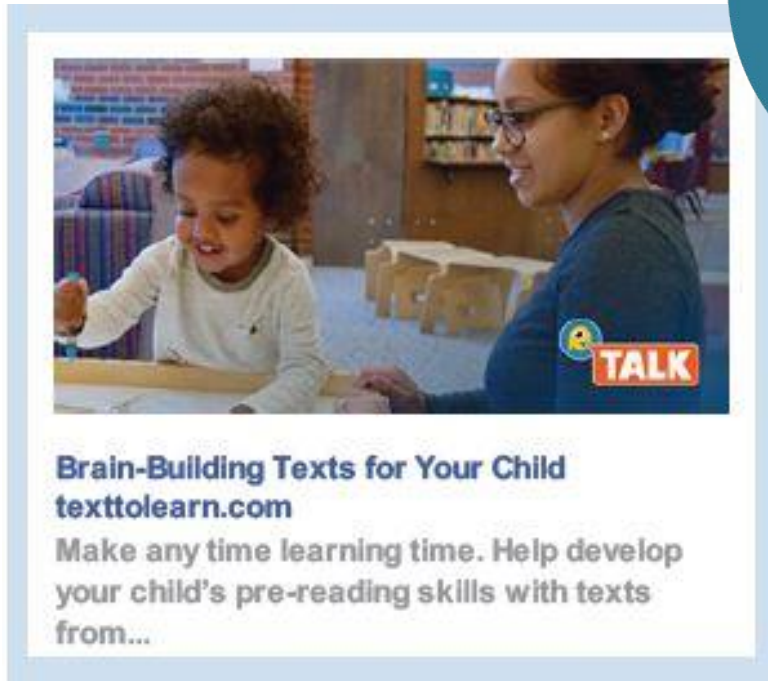 TALK
Brain-Building Texts for Your Child
texttolearn.com
Make any time learning time. Help develop
your child's pre-reading skills with texts
from...